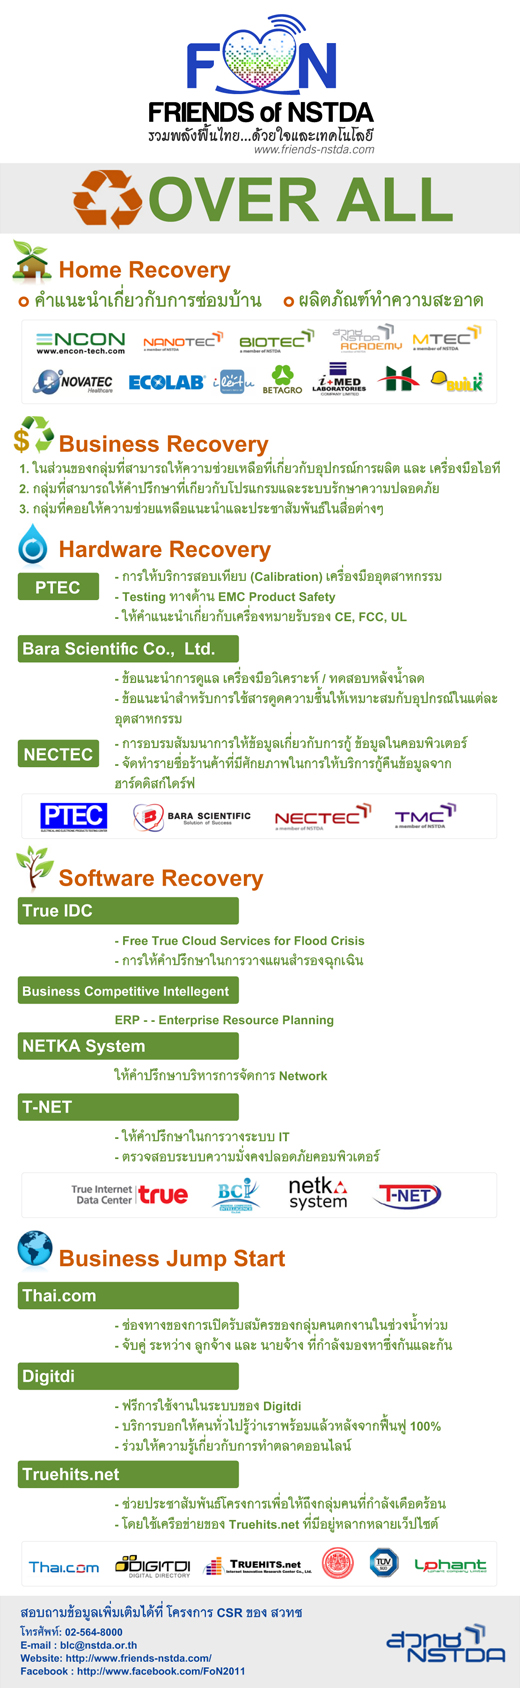 FON
FRIENDS of NSTDA
รวมพลังฟื้นไทย...ด้วยใจและเทคโนโลยี
www.friends-nstda.com
OVER ALL
Home Recovery
คำแนะนำเกี่ยวกับการซ่อมบ้าน
ผลิตภัณฑ์ทำความสะอาด
ENCON
www.encon-tech.com
NANOTEC
a member of NSTDA
BIOTEC
a member of NSTDA
สวทช
NSTDA
ACADEMY
MTEC
a member of NSTDA
NOVATEC
Healthcare
ECOLAB
BETAGRO
i+MED
LABORATORIES
COMPANY LIMITED
BUILK
Business Recovery
1. ในส่วนของกลุ่มที่สามารถให้ความช่วยเหลือที่เกี่ยวกับอุปกรณ์การผลิต และ เครื่องมือไอที
2. กลุ่มที่สามารถให้คำปรึกษาที่เกี่ยวกับโปรแกรมและระบบรักษาความปลอดภัย
3. กลุ่มที่คอยให้ความช่วยแหลือแนะนำและประชาสัมพันธ์ในสื่อต่างๆ
Hardware Recovery
PTEC
- การให้บริการสอบเทียบ (Calibration) เครื่องมืออุตสาหกรรม
- Testing ทางด้าน EMC Product Safety
- ให้คำแนะนำเกี่ยวกับเครื่องหมายรับรอง CE, FCC, UL
Bara Scientific Co., Ltd.
- ข้อแนะนำการดูแล เครื่องมือวิเคราะห์ / ทดสอบหลังน้ำลด
- ข้อแนะนำสำหรับการใช้สารดูดความชื้นให้เหมาะสมกับอุปกรณ์ในแต่ละ
อุตสาหกรรม
NECTEC
- การอบรมสัมมนาการให้ข้อมูลเกี่ยวกับการกู้ ข้อมูลในคอมพิวเตอร์
- จัดทำรายชื่อร้านค้าที่มีศักยภาพในการให้บริการกู้คืนข้อมูลจาก
ฮาร์ดดิสก์ไดร์ฟ
PTEC
BARA SCIENTIFIC
Solution of Success
NECTEC
a member of NSTDA
TMC
a member of NSTDA
Software Recovery
True IDC
- Free True Cloud Services for Flood Crisis
- การให้คำปรึกษาในการวางแผนสำรองฉุกเฉิน
Business Competitive Intellegent
ERP - - Enterprise Resource Planning
NETKA System
ให้คำปรึกษาบริหารการจัดการ Network
T-NET
- ให้คำปรึกษาในการวางระบบ IT
- ตรวจสอบระบบความมั่งคงปลอดภัยคอมพิวเตอร์
True Internet
Data Center
true
BCI
netka
system
T-NET
Business Jump Start
Thai.com
- ช่องทางของการเปิดรับสมัครของกลุ่มคนตกงานในช่วงน้ำท่วม
- จับคู่ ระหว่าง ลูกจ้าง และ นายจ้าง ที่กำลังมองหาซึ่งกันและกัน
Digitdi
- ฟรีการใช้งานในระบบของ Digitdi
- บริการบอกให้คนทั่วไปรู้ว่าเราพร้อมแล้วหลังจากฟื้นฟู 100%
- ร่วมให้ความรู้เกี่ยวกับการทำตลาดออนไลน์
Truehits.net
- ช่วยประชาสัมพันธ์โครงการเพื่อให้ถึงกลุ่มคนที่กำลังเดือดร้อน
- โดยใช้เครือข่ายของ Truehits.net ที่มีอยู่หลากหลายเว็บไซต์
THAI.COM
DIGITDI
DIGITAL DIRECTORY
TRUEHITS.net
Internet Innovative Research Center Co., Ltd.
TÜV
Lphant
สอบถามข้อมูลเพิ่มเติมได้ที่ โครงการ CSR ของ สวทช
โทรศัพท์: 02-564-8000
E-mail : blc@nstda.or.th
Website: http://www.friends-nstda.com/
Facebook : http://www.facebook.com/FoN2011
สวทช
NSTDA